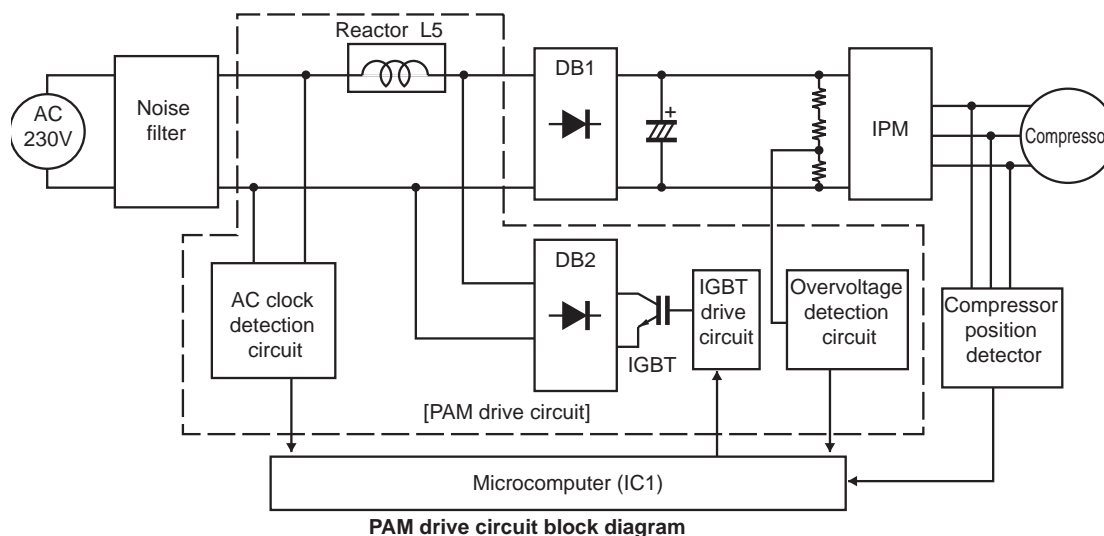 Reactor L5
AC
230V
Noise
filter
DB1
+
IPM
Compressor
AC clock
detection
circuit
DB2
IGBT
IGBT
drive
circuit
Overvoltage
detection
circuit
Compressor
position
detector
[PAM drive circuit]
Microcomputer (IC1)
PAM drive circuit block diagram